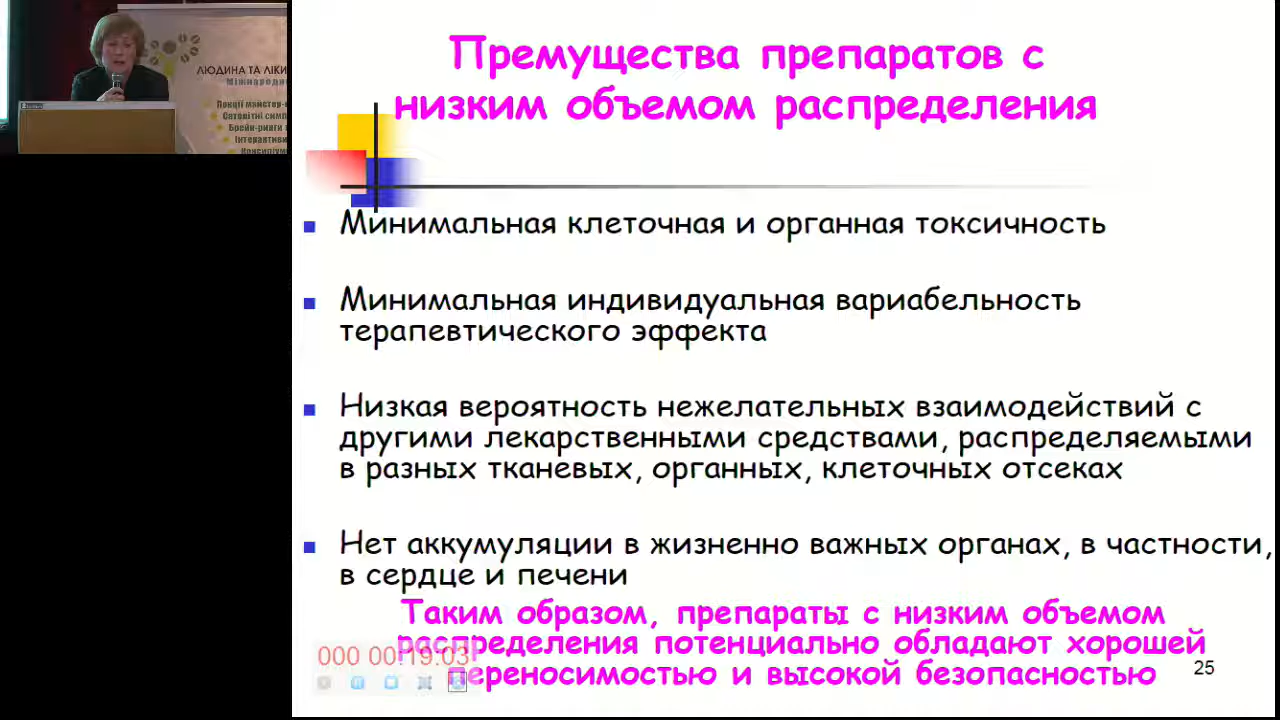 Премущества препаратов с
низким объемом распределения
Минимальная клеточная и органная токсичность
Минимальная индивидуальная вариабельность
терапевтического эффекта
Низкая вероятность нежелательных взаимодействий с
другими лекарственными средствами, распределяемыми
в разных тканевых, органных, клеточных отсеках
Нет аккумуляции в жизненно важных органах, в частности,
в сердце и печени
Таким образом, препараты с низким объемом
распределения потенциально обладают хорошей
переносимостью и высокой безопасностью
25
000 00:19:03
ЛЮДИНА ТА ЛІКИ
Міжнародн
Лекції майстер-
Сателітні симп
Брейн-ринги
Інтерактивн
Консиліум